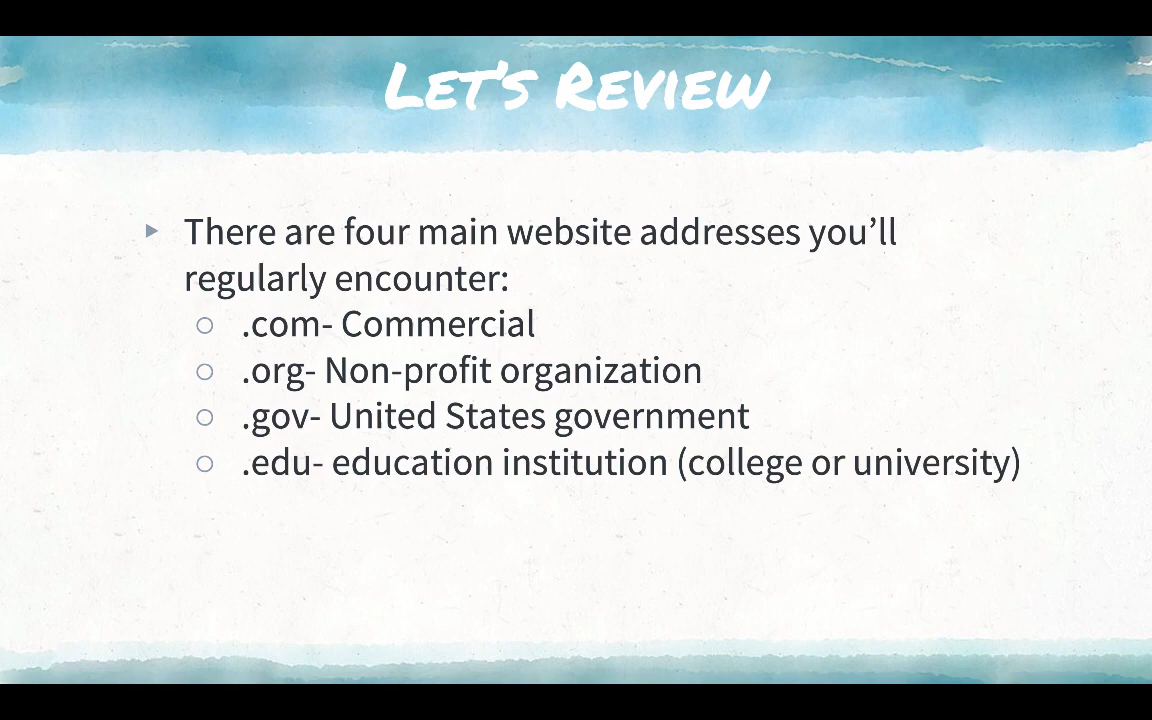 Let's Review
There are four main website addresses you’ll
regularly encounter:
.com- Commercial
.org- Non-profit organization
.gov- United States government
.edu- education institution (college or university)